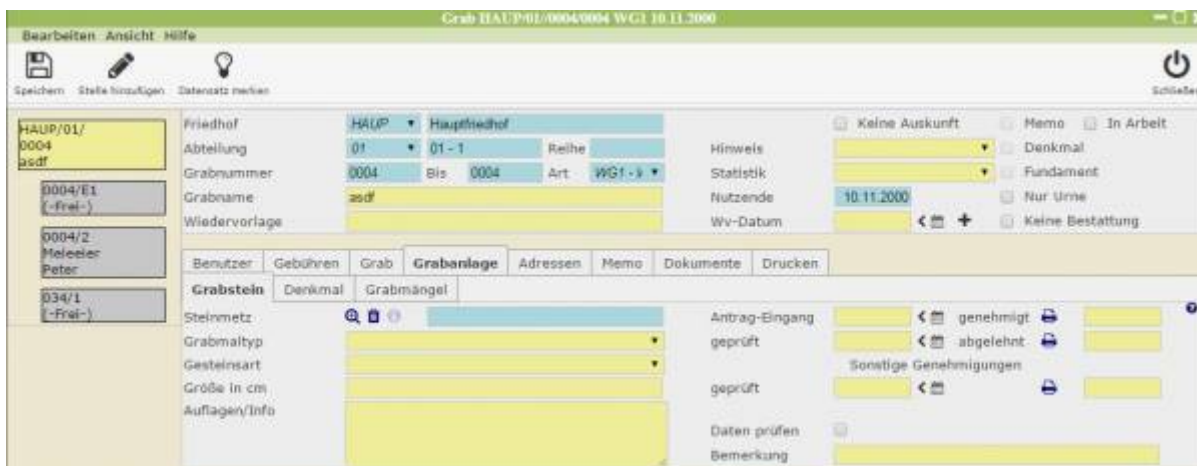 Grab HAUP/01//0004/0004 WG1 10.11.2000
Bearbeiten Ansicht Hilfe
Speichern Stelle hinzufügen Datensatz merken Schließen
HAUP/01/
0004
asdf
0004/E1
(-Frei-)
0004/2
Meleeier
Peter
034/1
(-Frei-)
Friedhof HAUP Hauptfriedhof Keine Auskunft Memo In Arbeit
Abteilung 01 01 - 1 Reihe Hinweis Denkmal
Grabnummer 0004 Bis 0004 Art WG1 - Statistik Fundament
Grabname asdf Nutzende 10.11.2000 Nur Urne
Wiedervorlage Wv-Datum Keine Bestattung
Benutzer Gebühren Grab Grabanlage Adressen Memo Dokumente Drucken
Grabstein Denkmal Grabmängel
Steinmetz Antrag-Eingang genehmigt
Grabmaltyp geprüft abgelehnt
Gesteinsart Sonstige Genehmigungen
Größe in cm geprüft
Auflagen/Info
Daten prüfen
Bemerkung